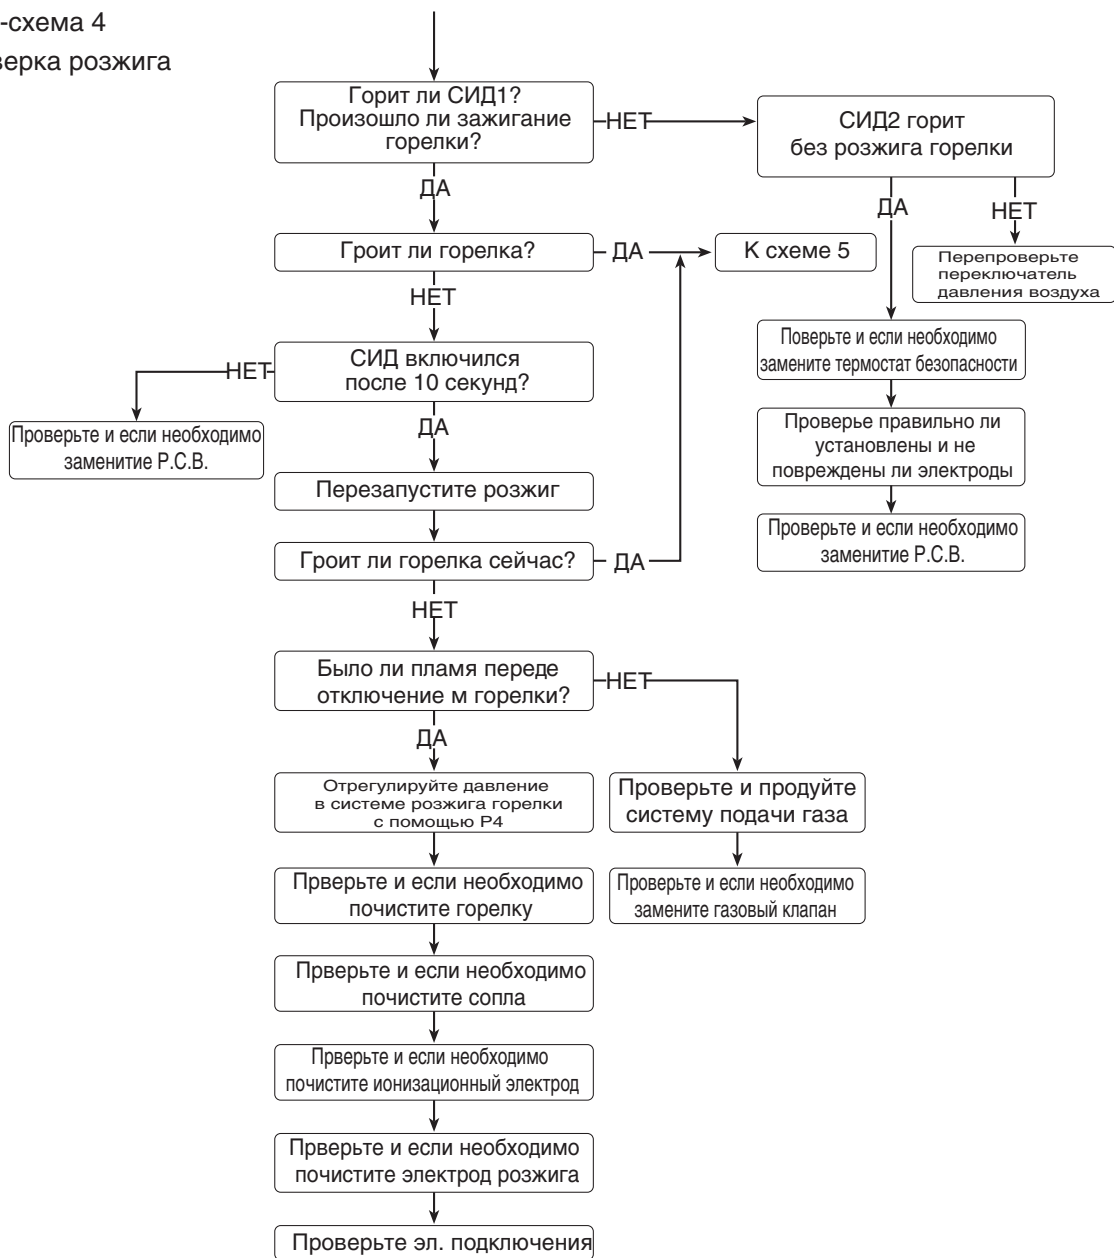 -схема 4
верка розжига
Горит ли СИД1?
Произошло ли зажигание
горелки?
НЕТ
СИД2 горит
без розжига горелки
ДА
ДА
НЕТ
Гроит ли горелка?
ДА
К схеме 5
Перепроверьте
переключатель
давления воздуха
НЕТ
Поверьте и если необходимо
замените термостат безопасности
СИД включился
после 10 секунд?
НЕТ
Проверьте и если необходимо
заменитие Р.С.В.
ДА
Проверье правильно ли
установлены и не
повреждены ли электроды
Перезапустите розжиг
Проверьте и если необходимо
заменитие Р.С.В.
Гроит ли горелка сейчас?
ДА
НЕТ
Было ли пламя переде
отключение м горелки?
НЕТ
ДА
Отрегулируйте давление
в системе розжига горелки
с помощью Р4
Проверьте и продуйте
систему подачи газа
Прверьте и если необходимо
почистите горелку
Проверьте и если необходимо
замените газовый клапан
Прверьте и если необходимо
почистите сопла
Прверьте и если необходимо
почистите ионизационный электрод
Прверьте и если необходимо
почистите электрод розжига
Проверьте эл. подключения